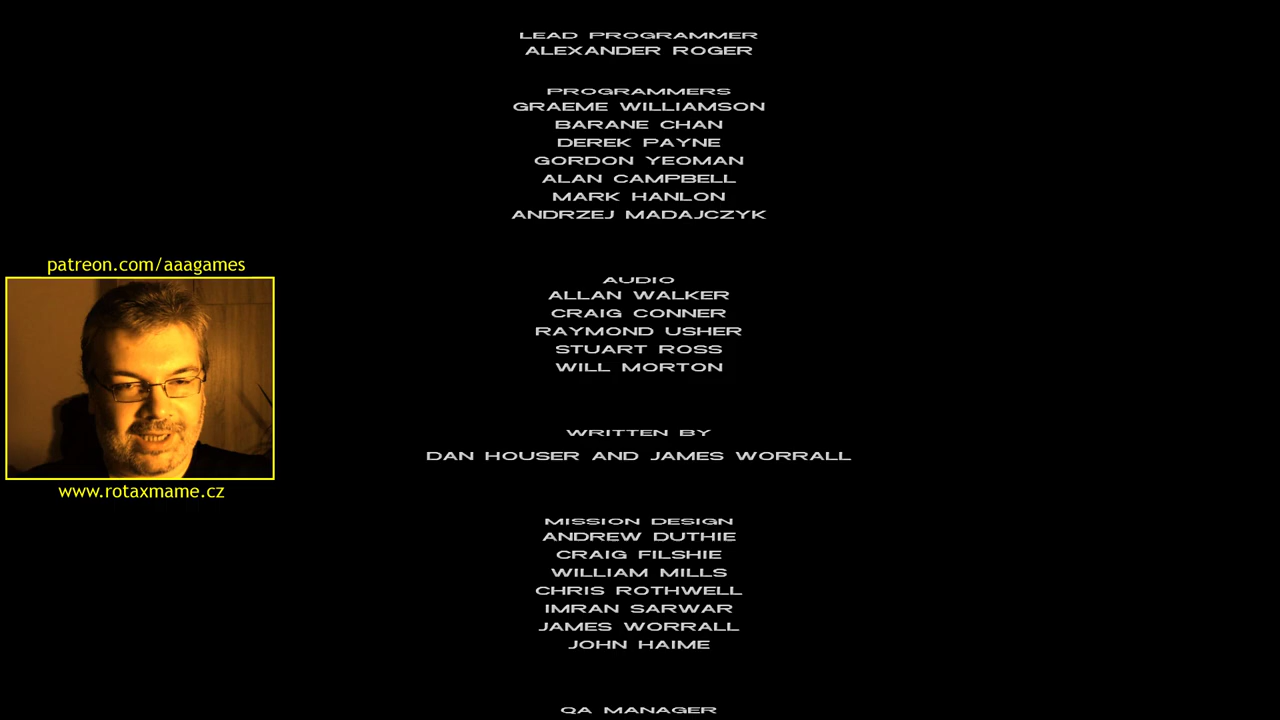 LEAD PROGRAMMER
ALEXANDER ROGER
PROGRAMMERS
GRAEME WILLIAMSON
BARANE CHAN
DEREK PAYNE
GORDON YEOMAN
ALAN CAMPBELL
MARK HANLON
ANDRZEJ MADAJCZYK
patreon.com/aaagames
www.rotaxmame.cz
AUDIO
ALLAN WALKER
CRAIG CONNER
RAYMOND USHER
STUART ROSS
WILL MORTON
WRITTEN BY
DAN HOUSER AND JAMES WORRALL
MISSION DESIGN
ANDREW DUTHIE
CRAIG FILSHIE
WILLIAM MILLS
CHRIS ROTHWELL
IMRAN SARWAR
JAMES WORRALL
JOHN HAIME
QA MANAGER